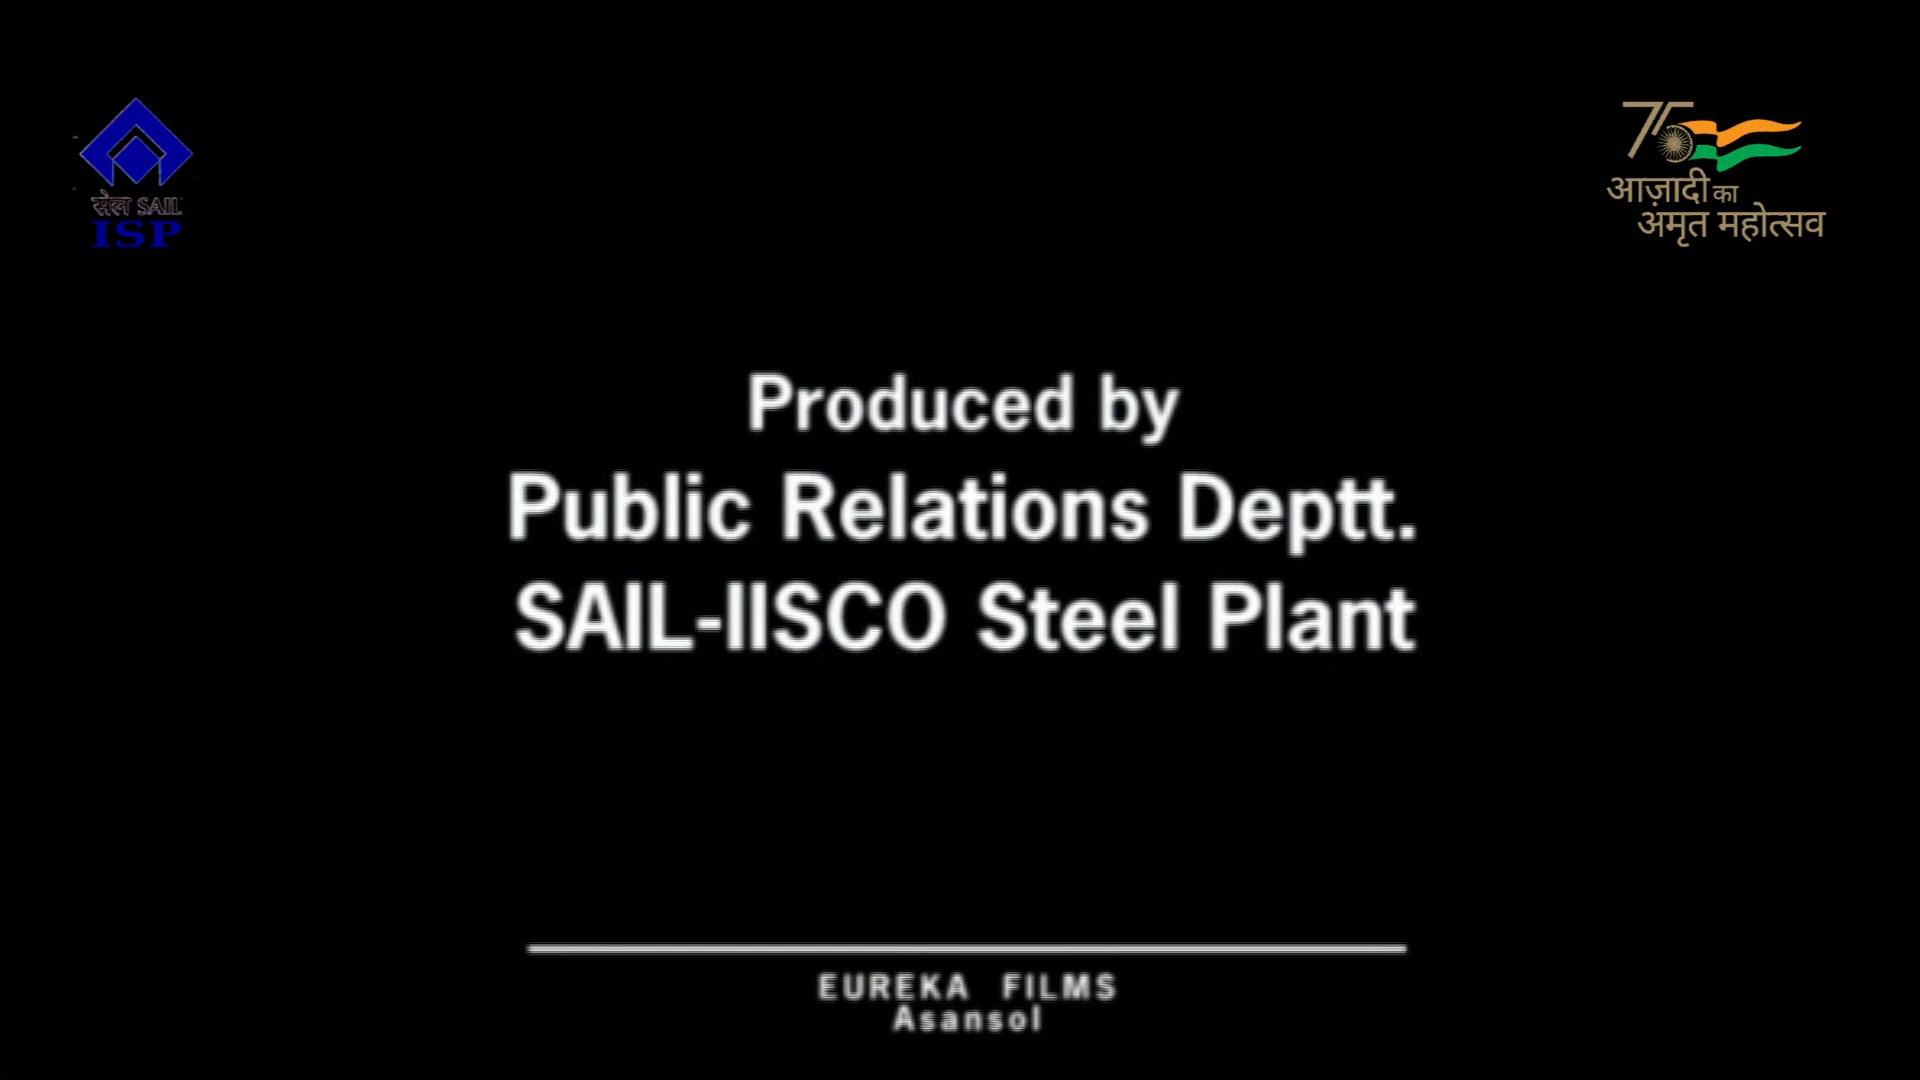 सेल SAIL
ISP
75
आज़ादी का
अमृत महोत्सव
Produced by
Public Relations Deptt.
SAIL-IISCO Steel Plant
EUREKA FILMS
Asansol